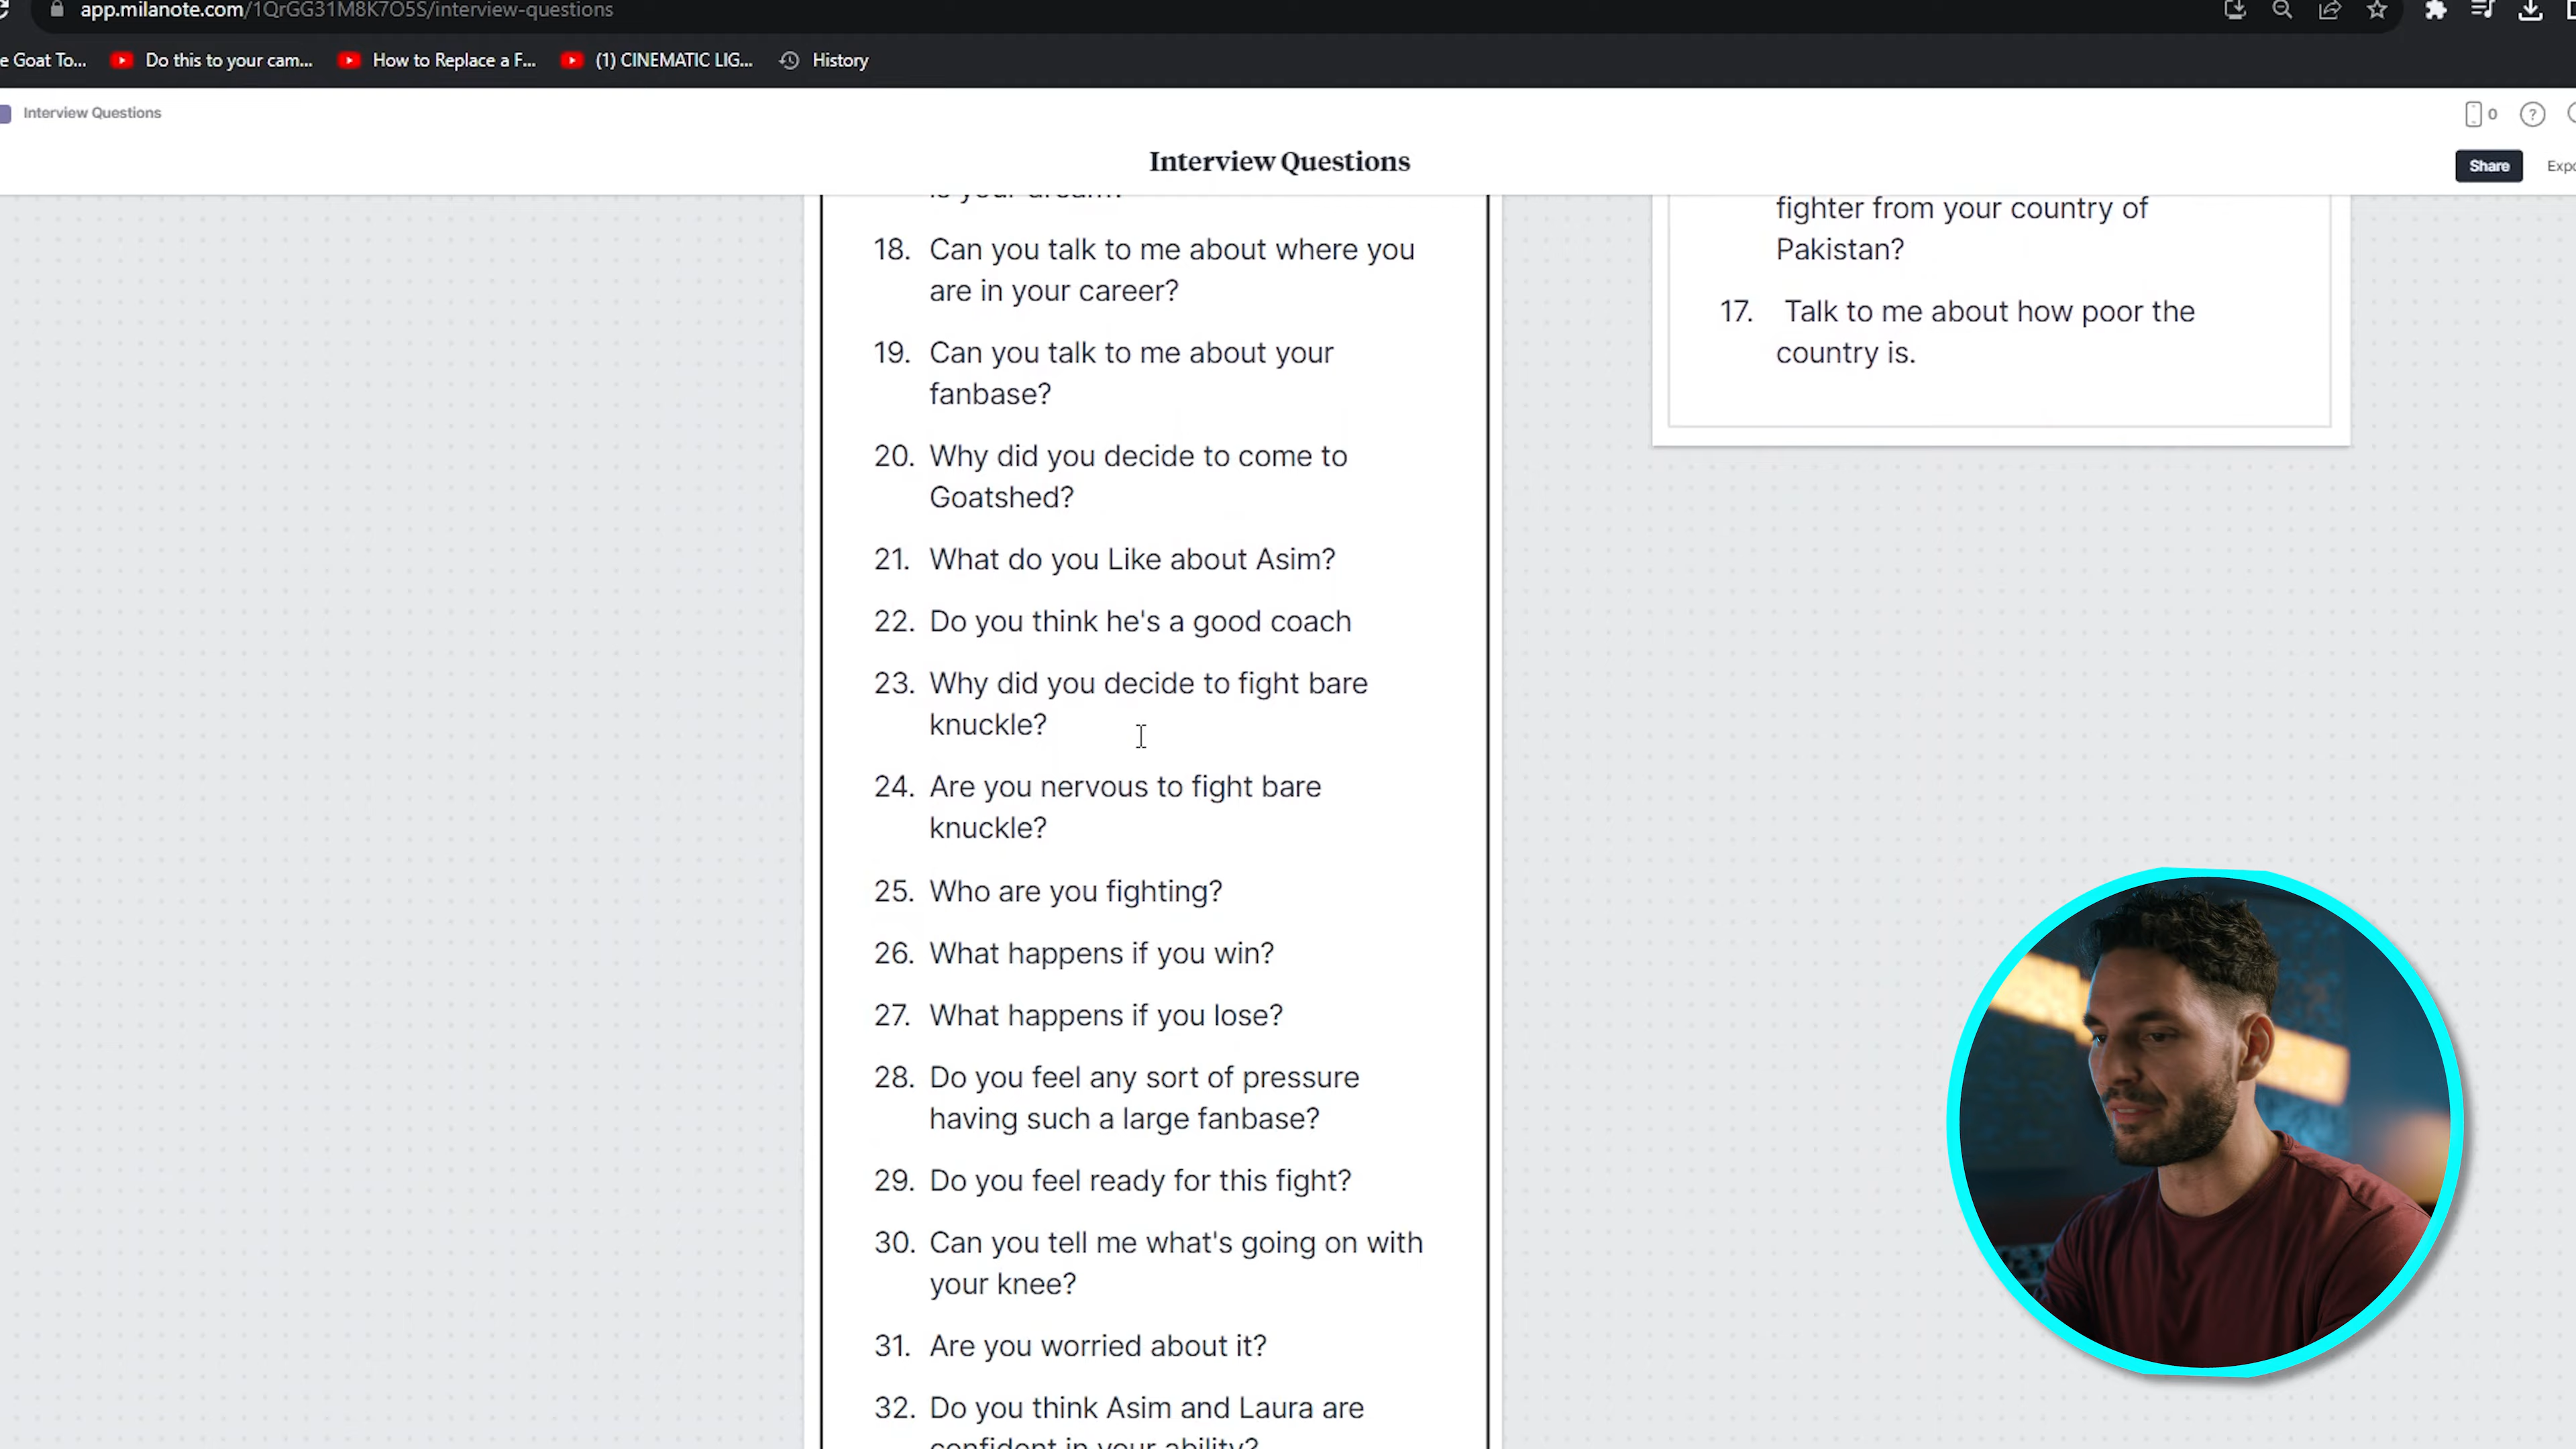 app.milanote.com/1QrGG31M8K7O5S/interview-questions
e Goat To...
Do this to your cam...
How to Replace a F...
(1) CINEMATIC LIG...
History
Interview Questions
0
Interview Questions
Share
Expo
is your dream?
18. Can you talk to me about where you
are in your career?
19. Can you talk to me about your
fanbase?
20. Why did you decide to come to
Goatshed?
21. What do you Like about Asim?
22. Do you think he's a good coach
23. Why did you decide to fight bare
knuckle?
24. Are you nervous to fight bare
knuckle?
25. Who are you fighting?
26. What happens if you win?
27. What happens if you lose?
28. Do you feel any sort of pressure
having such a large fanbase?
29. Do you feel ready for this fight?
30. Can you tell me what's going on with
your knee?
31. Are you worried about it?
32. Do you think Asim and Laura are
confident in your ability?
fighter from your country of
Pakistan?
17. Talk to me about how poor the
country is.